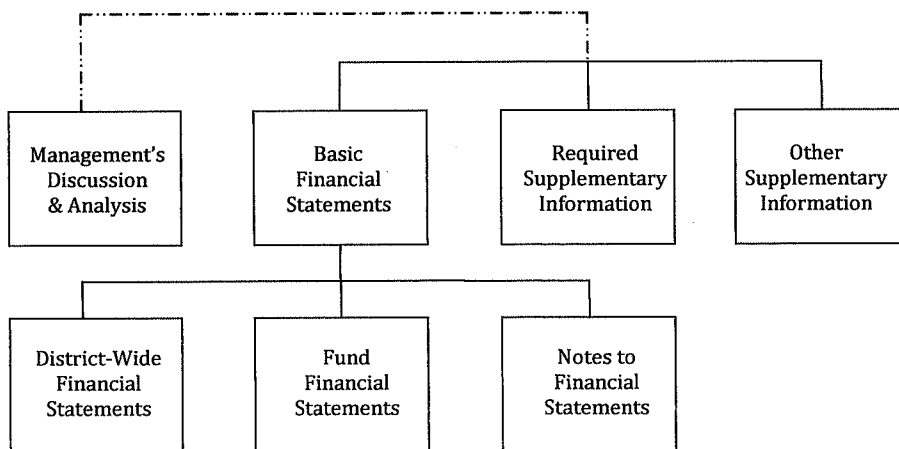 Management's
Discussion
& Analysis
Basic
Financial
Statements
Required
Supplementary
Information
Other
Supplementary
Information
District-Wide
Financial
Statements
Fund
Financial
Statements
Notes to
Financial
Statements